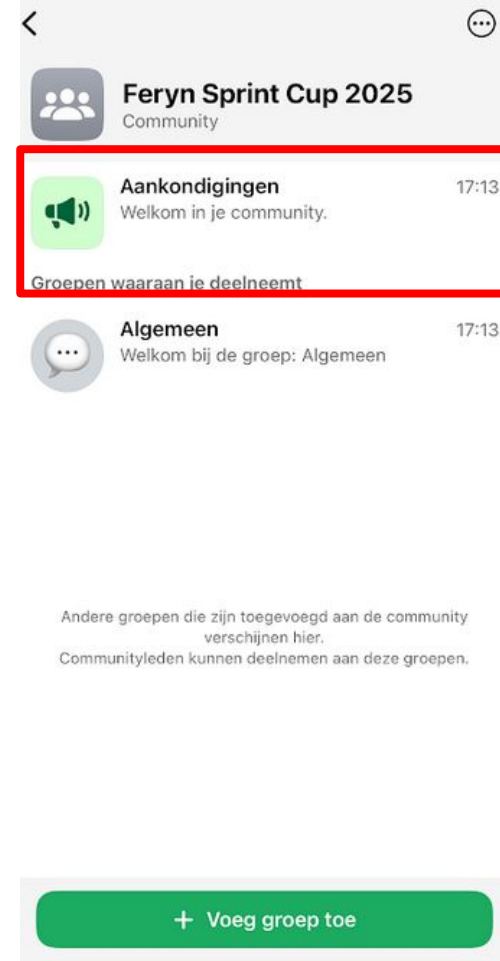 Feryn Sprint Cup 2025
Community
Aankondigingen 17:13
Welkom in je community.
Groepen waaraan je deelneemt
Algemeen 17:13
Welkom bij de groep: Algemeen
Andere groepen die zijn toegevoegd aan de community
verschijnen hier.
Communityleden kunnen deelnemen aan deze groepen.
+ Voeg groep toe